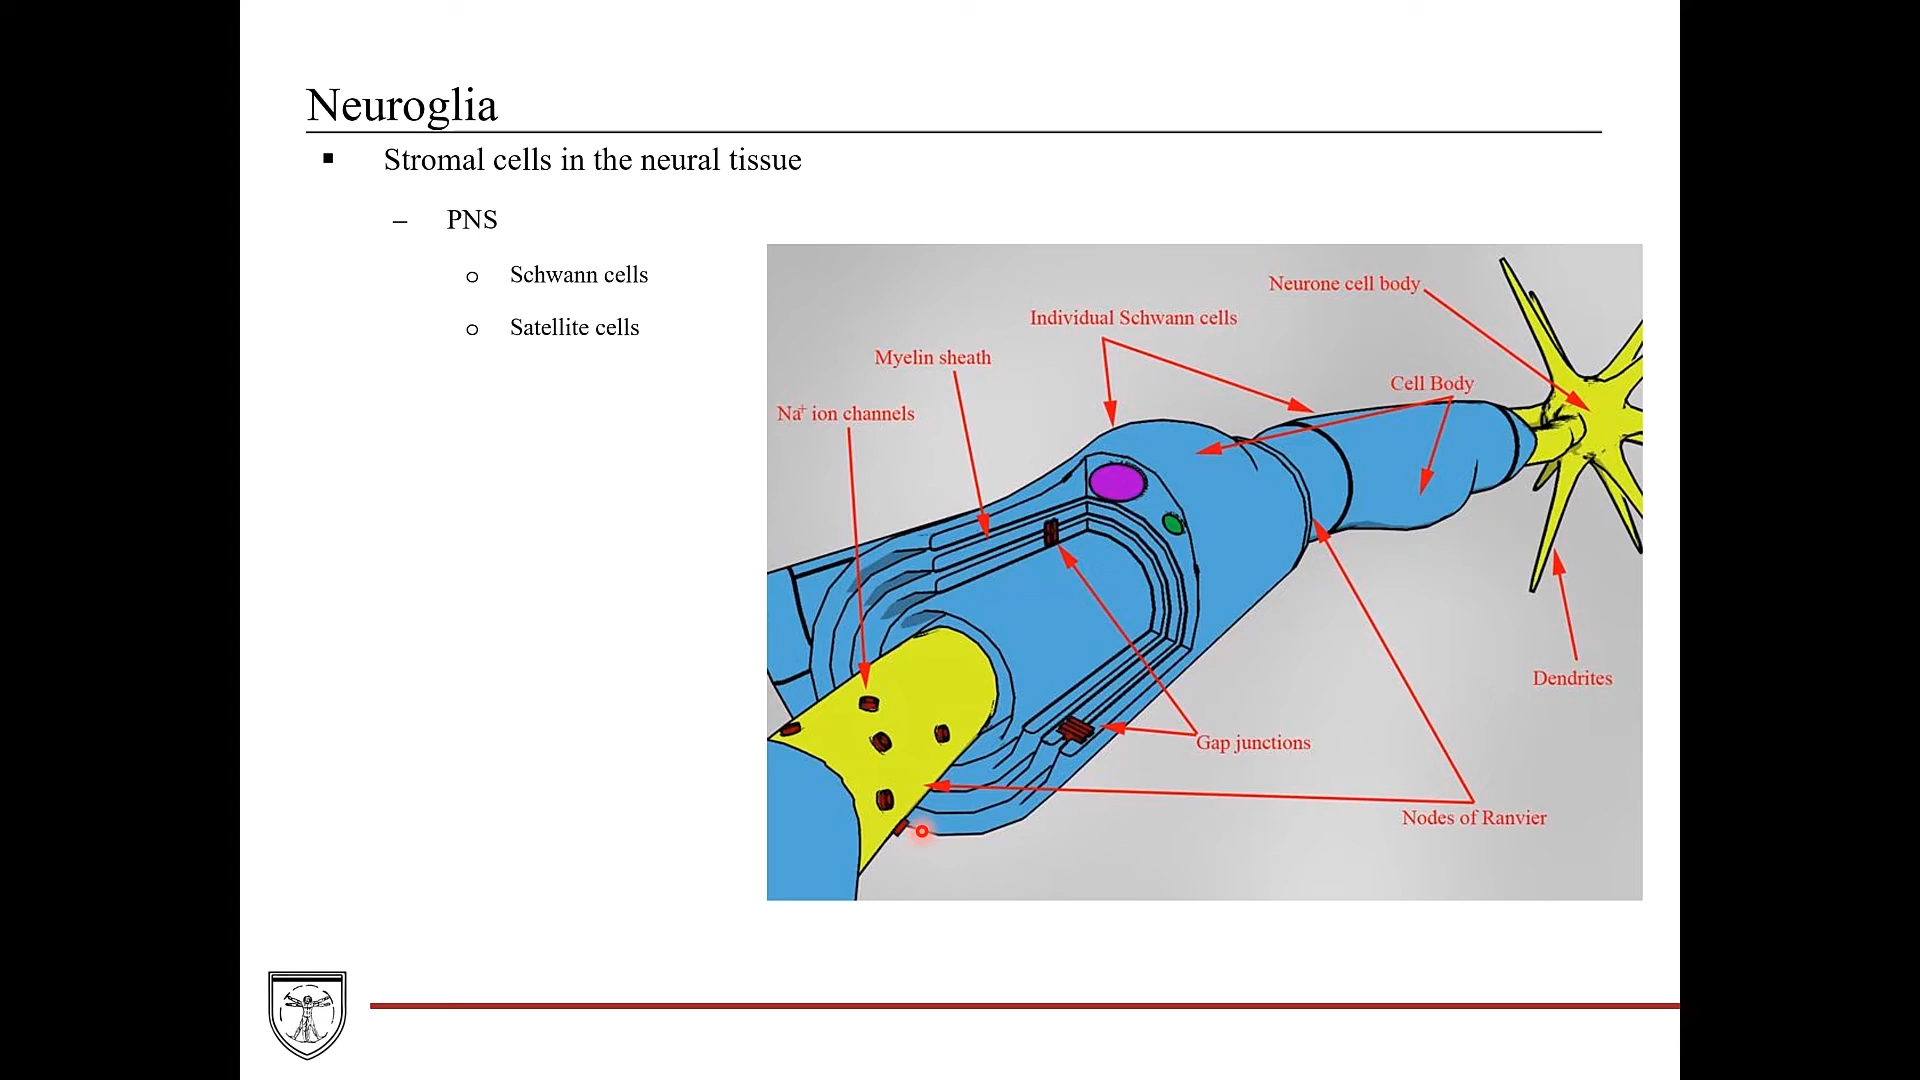 Neuroglia
▪ Stromal cells in the neural tissue
– PNS
o Schwann cells
o Satellite cells
Neurone cell body
Individual Schwann cells
Myelin sheath
Cell Body
Na+ ion channels
Dendrites
Gap junctions
Nodes of Ranvier